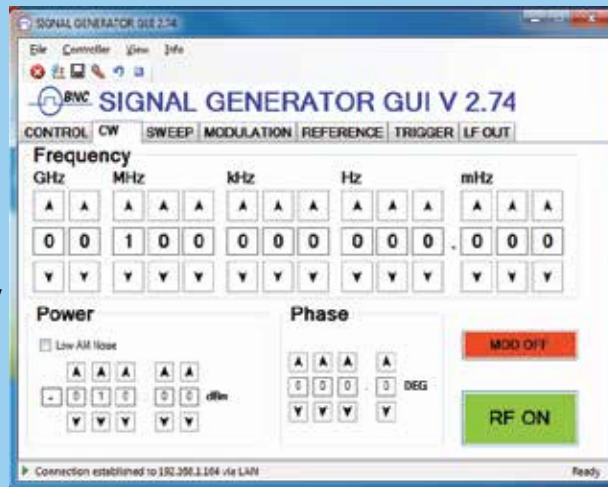 SIGNAL GENERATOR GUI 2.74
File Controller View Info
BNC SIGNAL GENERATOR GUI V 2.74
CONTROL CW SWEEP MODULATION REFERENCE TRIGGER LF OUT
Frequency
GHz MHz kHz Hz mHz
0 0 1 0 0 0 0 0 0 0 0 . 0 0 0
Power Phase
Low AM Noise
MOD OFF
- 0 1 0 . 0 0 dBm 0 0 0 . 0 DEG
RF ON
Connection established to 192.168.1.104 via LAN Ready